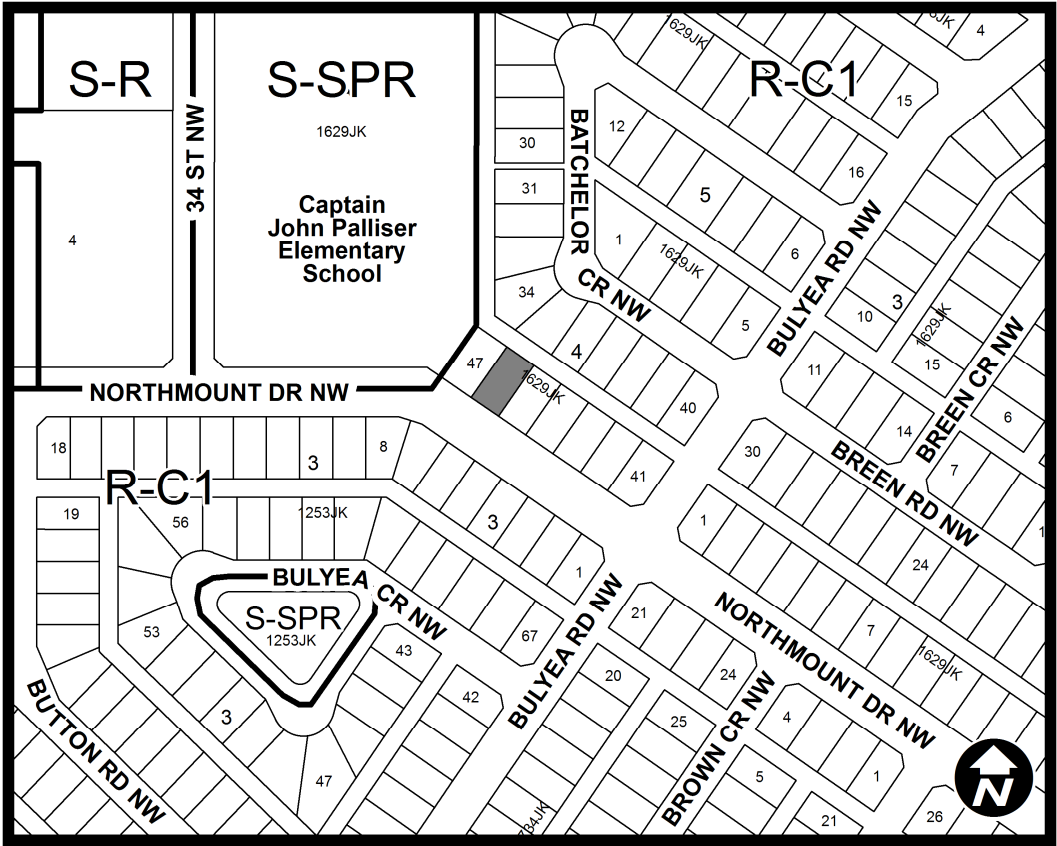 S-R
34 ST NW
S-SPR
1629JK
Captain
John Palliser
Elementary
School
4
30
31
34
BATCHELOR
CR NW
1629JK
R-C1
4
15
12
16
5
6
1
1629JK
5
BULYEA RD NW
10
3
1629JK
15
BREEN CR NW
6
7
47
4
1629JK
40
41
11
14
30
BREEN RD NW
24
NORTHMOUNT DR NW
18
3
8
R-C1
19
56
1253JK
3
1
BULYEA CR NW
S-SPR
1253JK
53
3
47
43
42
67
BUTTON RD NW
BULYEA RD NW
1
7
1629JK
NORTHMOUNT DR NW
21
24
20
25
BROWN CR NW
4
1
5
21
26
N